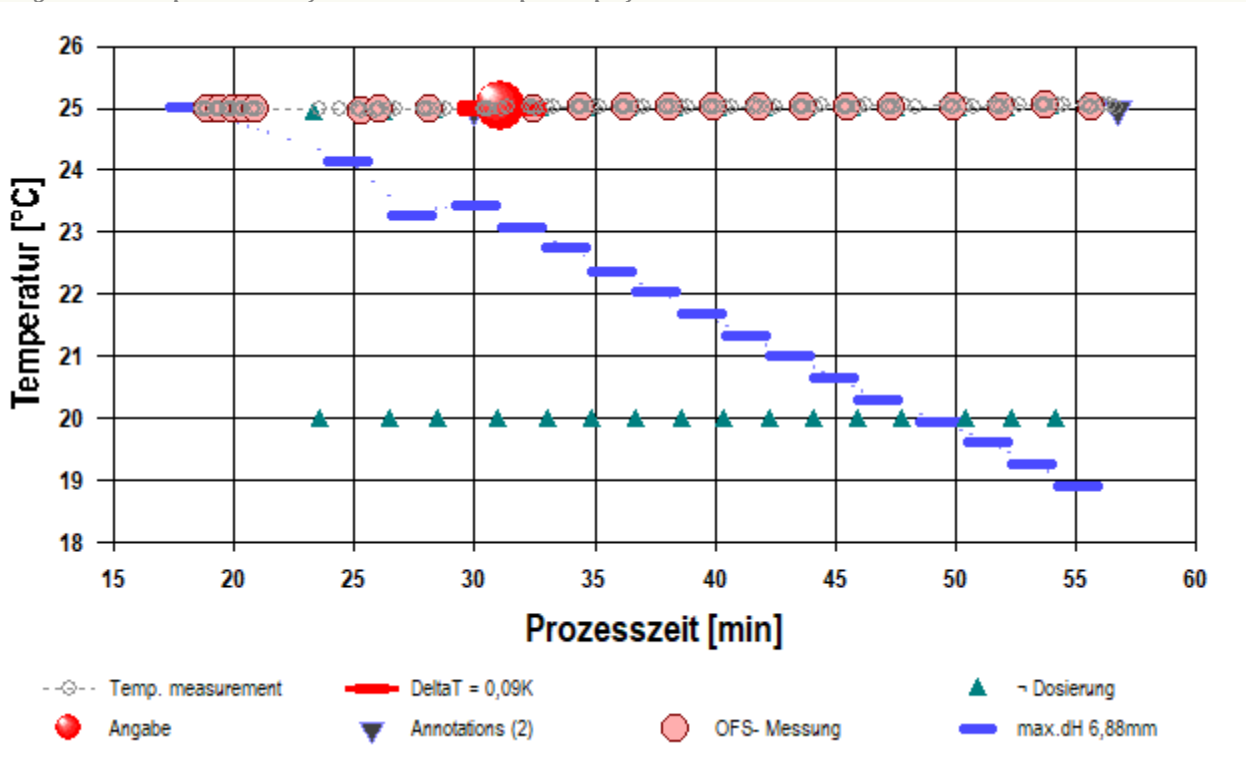 26
25
24
23
22
21
20
19
18
Temperatur [°C]
15 20 25 30 35 40 45 50 55 60
Prozesszeit [min]
Temp. measurement DeltaT = 0,09K ¬ Dosierung
Angabe Annotations (2) OFS- Messung max.dH 6,88mm